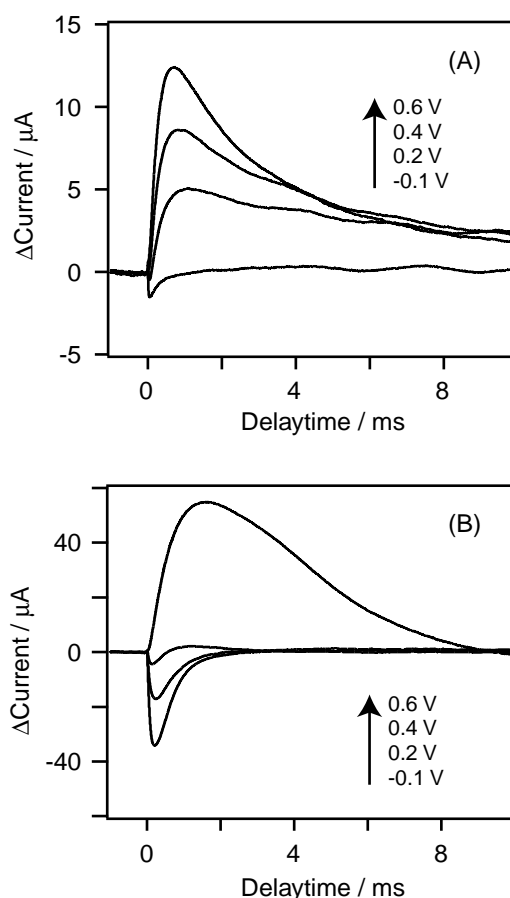 15
(A)
0.6 V
10
0.4 V
0.2 V
-0.1 V
5
0
-5
ΔCurrent / μA
0
4
8
Delaytime / ms
(B)
40
0
0.6 V
0.4 V
0.2 V
-0.1 V
-40
ΔCurrent / μA
0
4
8
Delaytime / ms